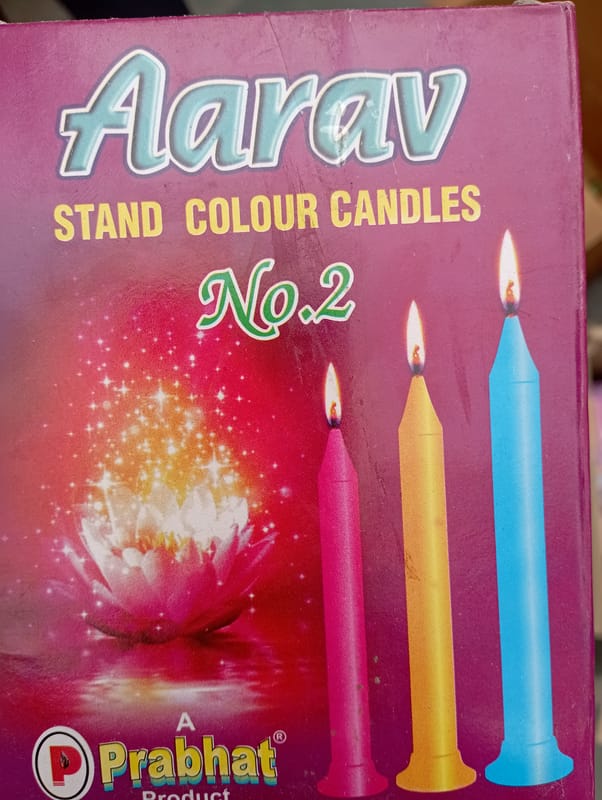 Aarav
STAND COLOUR CANDLES
No.2
A
P Prabhat®
Product